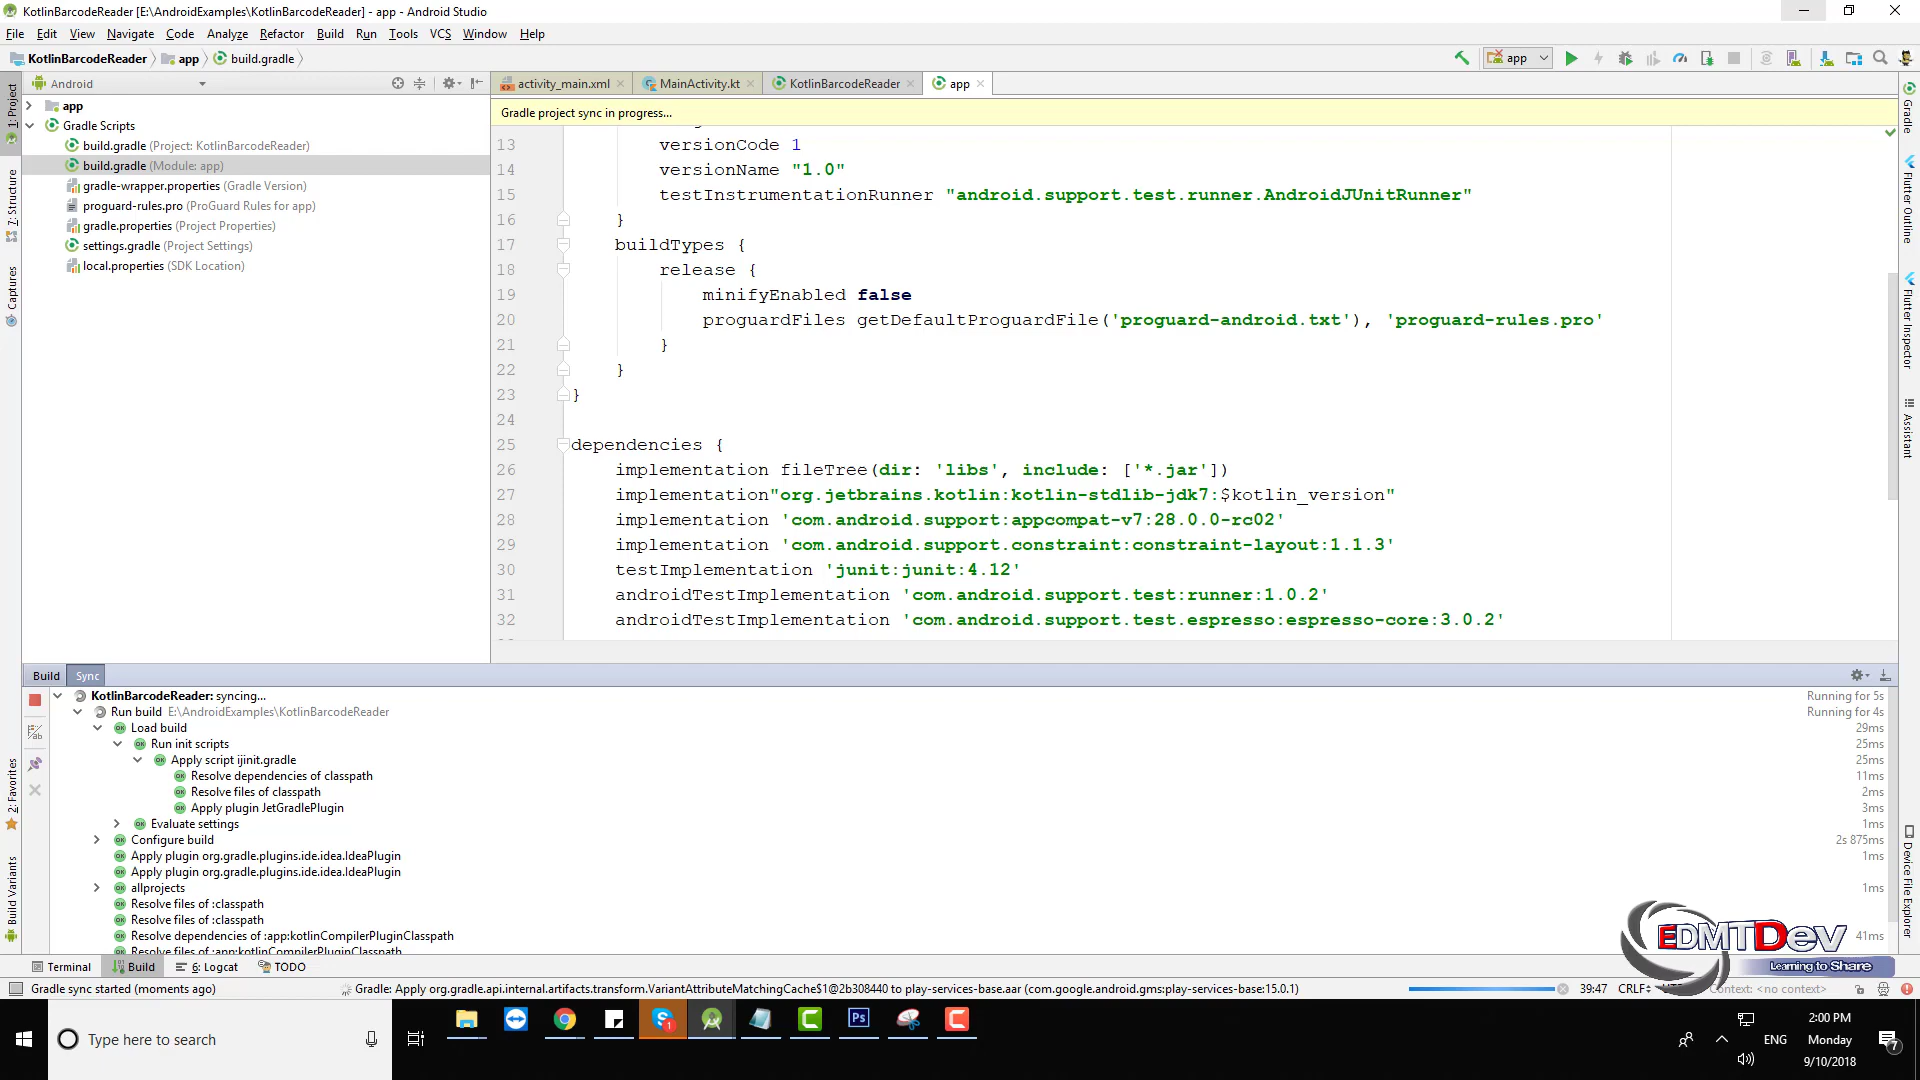 KotlinBarcodeReader [E:\AndroidExamples\KotlinBarcodeReader] - app - Android Studio
File Edit View Navigate Code Analyze Refactor Build Run Tools VCS Window Help
KotlinBarcodeReader app build.gradle
app
Android
activity_main.xml MainActivity.kt KotlinBarcodeReader app
Gradle project sync in progress...
app
Gradle Scripts
build.gradle (Project: KotlinBarcodeReader)
build.gradle (Module: app)
gradle-wrapper.properties (Gradle Version)
proguard-rules.pro (ProGuard Rules for app)
gradle.properties (Project Properties)
settings.gradle (Project Settings)
local.properties (SDK Location)
1: Project
7: Structure
Captures
2: Favorites
Build Variants
13 versionCode 1
14 versionName "1.0"
15 testInstrumentationRunner "android.support.test.runner.AndroidJUnitRunner"
16 }
17 buildTypes {
18 release {
19 minifyEnabled false
20 proguardFiles getDefaultProguardFile('proguard-android.txt'), 'proguard-rules.pro'
21 }
22 }
23 }
24
25 dependencies {
26 implementation fileTree(dir: 'libs', include: ['*.jar'])
27 implementation"org.jetbrains.kotlin:kotlin-stdlib-jdk7:$kotlin_version"
28 implementation 'com.android.support:appcompat-v7:28.0.0-rc02'
29 implementation 'com.android.support.constraint:constraint-layout:1.1.3'
30 testImplementation 'junit:junit:4.12'
31 androidTestImplementation 'com.android.support.test:runner:1.0.2'
32 androidTestImplementation 'com.android.support.test.espresso:espresso-core:3.0.2'
Gradle
Flutter Outline
Flutter Inspector
Assistant
Device File Explorer
Build Sync
KotlinBarcodeReader: syncing... Running for 5s
Run build E:\AndroidExamples\KotlinBarcodeReader Running for 4s
Load build 29ms
Run init scripts 25ms
Apply script ijinit.gradle 25ms
Resolve dependencies of classpath 11ms
Resolve files of classpath 2ms
Apply plugin JetGradlePlugin 3ms
Evaluate settings 1ms
Configure build 2s 875ms
Apply plugin org.gradle.plugins.ide.idea.IdeaPlugin 1ms
Apply plugin org.gradle.plugins.ide.idea.IdeaPlugin
allprojects 1ms
Resolve files of :classpath
Resolve files of :classpath
Resolve dependencies of :app:kotlinCompilerPluginClasspath 41ms
Resolve files of :app:kotlinCompilerPluginClasspath
EDMTDev
Learning to Share
Terminal Build 6: Logcat TODO
Gradle sync started (moments ago) Gradle: Apply org.gradle.api.internal.artifacts.transform.VariantAttributeMatchingCache$1@2b308440 to play-services-base.aar (com.google.android.gms:play-services-base:15.0.1) 39:47 CRLF Context: <no context>
Type here to search
Ps
1
ENG
2:00 PM
Monday
9/10/2018
7